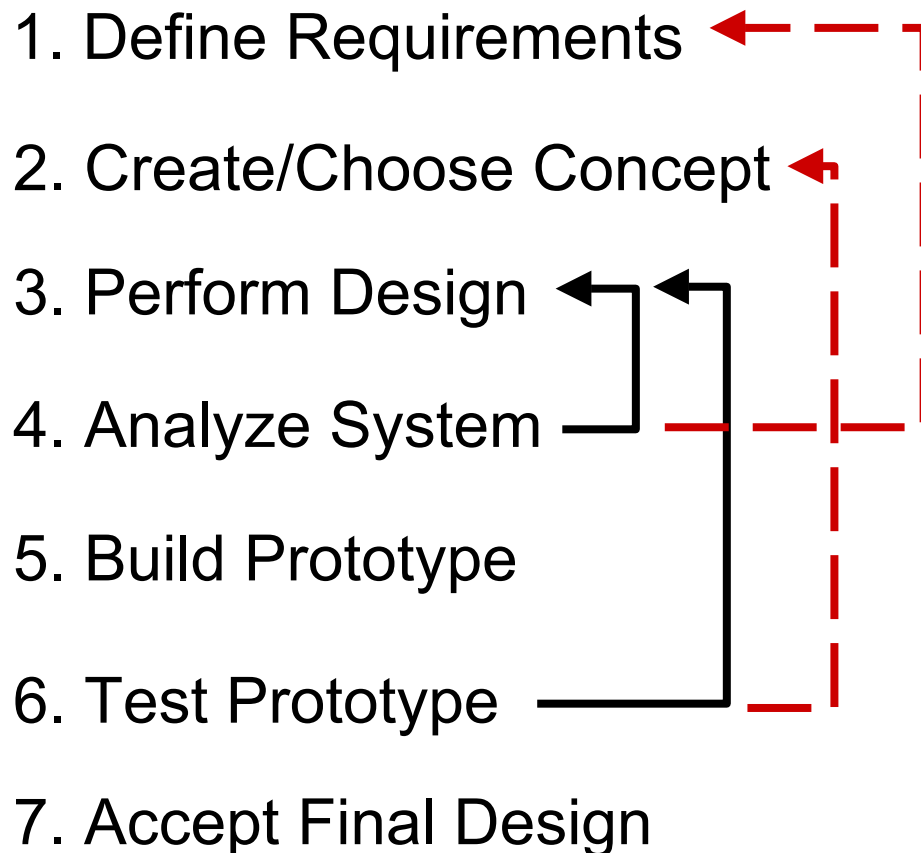 1. Define Requirements
2. Create/Choose Concept
3. Perform Design
4. Analyze System
5. Build Prototype
6. Test Prototype
7. Accept Final Design